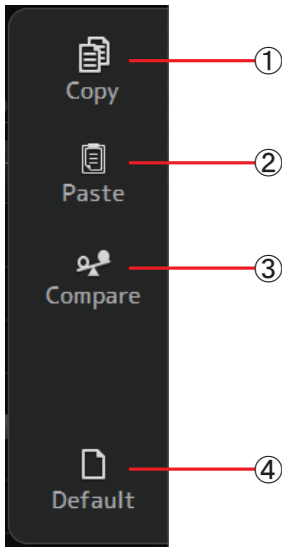 Copy ①
Paste ②
Compare ③
Default ④